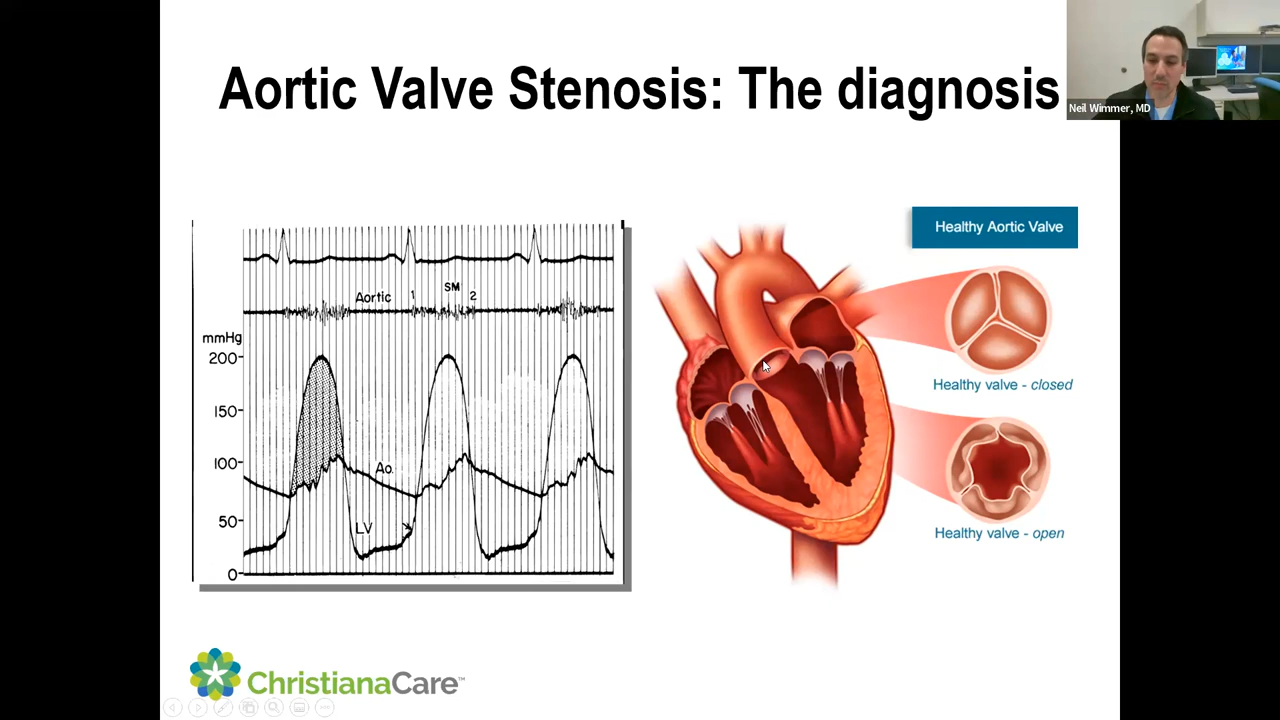 Aortic Valve Stenosis: The diagnosis
Neil Wimmer, MD
Aortic
1
SM
2
mmHg
200
150
100
50
0
Ao.
LV
Healthy Aortic Valve
Healthy valve - closed
Healthy valve - open
ChristianaCare™